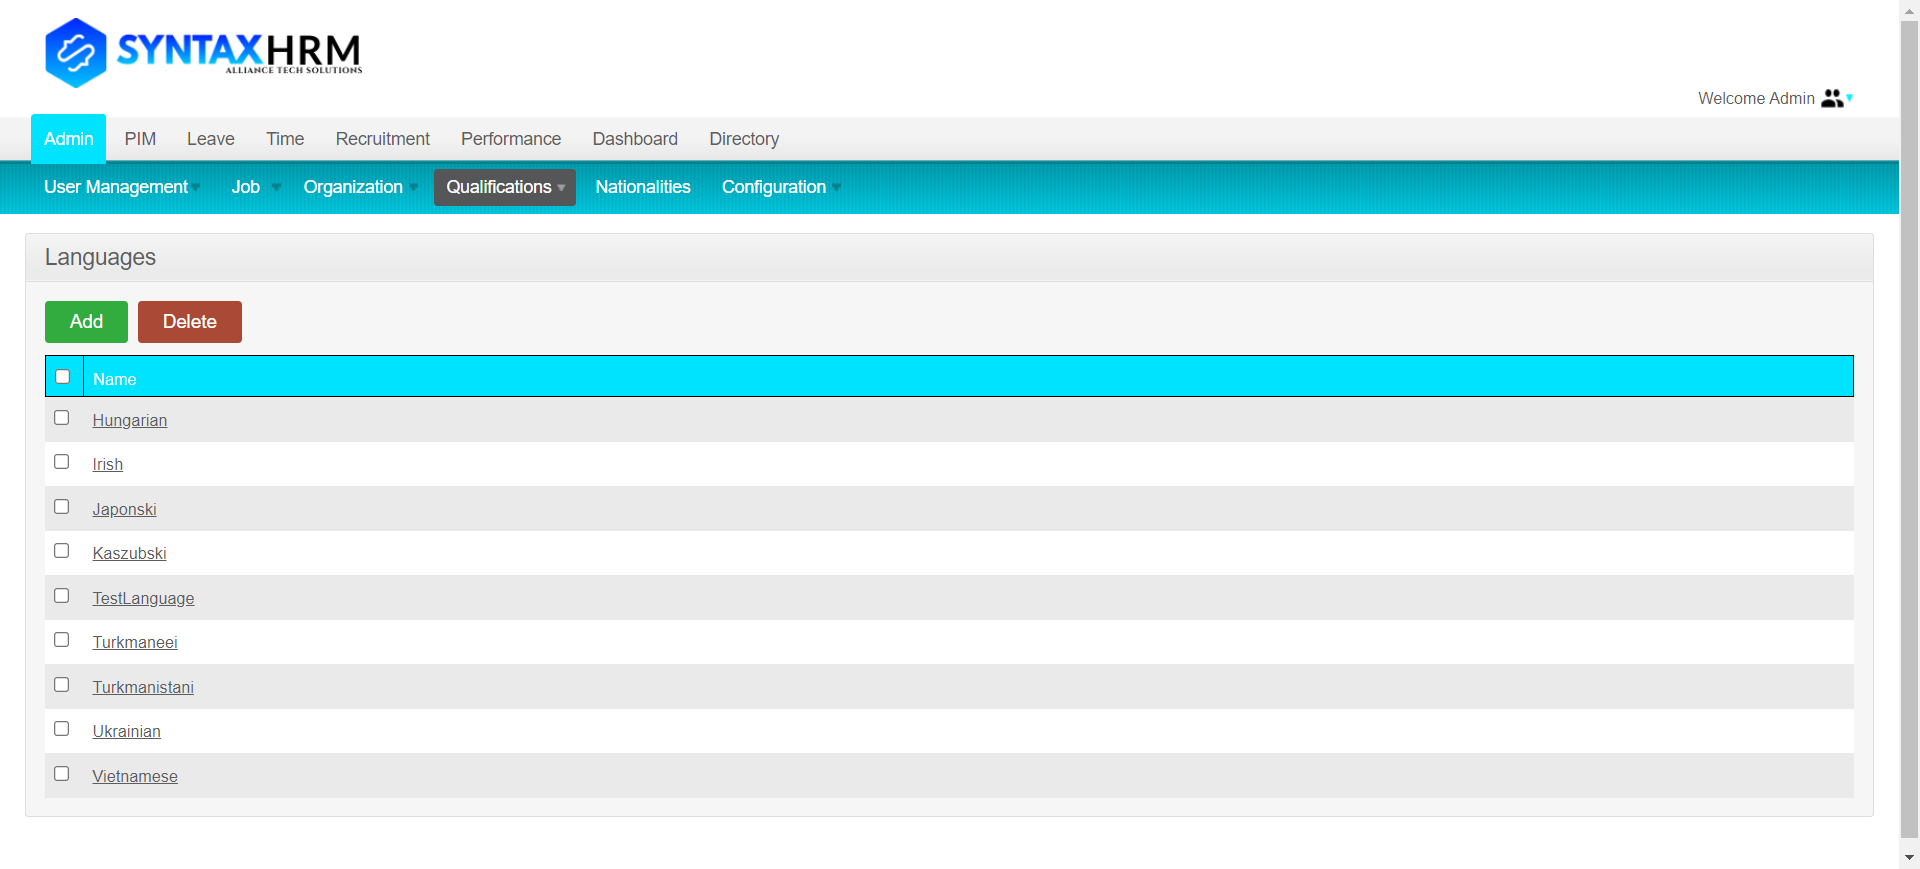 SYNTAXHRM
ALLIANCE TECH SOLUTIONS
Welcome Admin
Admin PIM Leave Time Recruitment Performance Dashboard Directory
User Management Job Organization Qualifications Nationalities Configuration
Languages
Add Delete
Name
Hungarian
Irish
Japonski
Kaszubski
TestLanguage
Turkmaneei
Turkmanistani
Ukrainian
Vietnamese